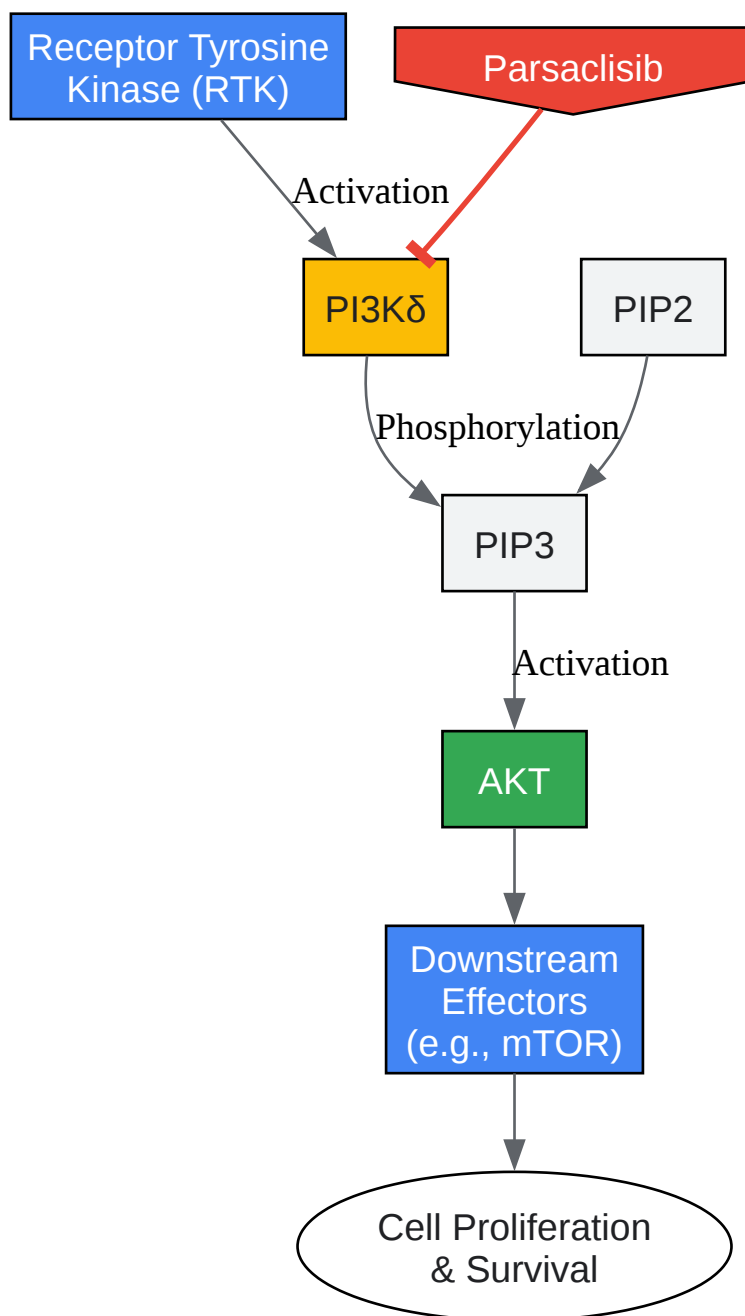 Receptor Tyrosine
Kinase (RTK)
Parsaclisib
Activation
PI3Kδ
PIP2
Phosphorylation
PIP3
Activation
AKT
Downstream
Effectors
(e.g., mTOR)
Cell Proliferation
& Survival